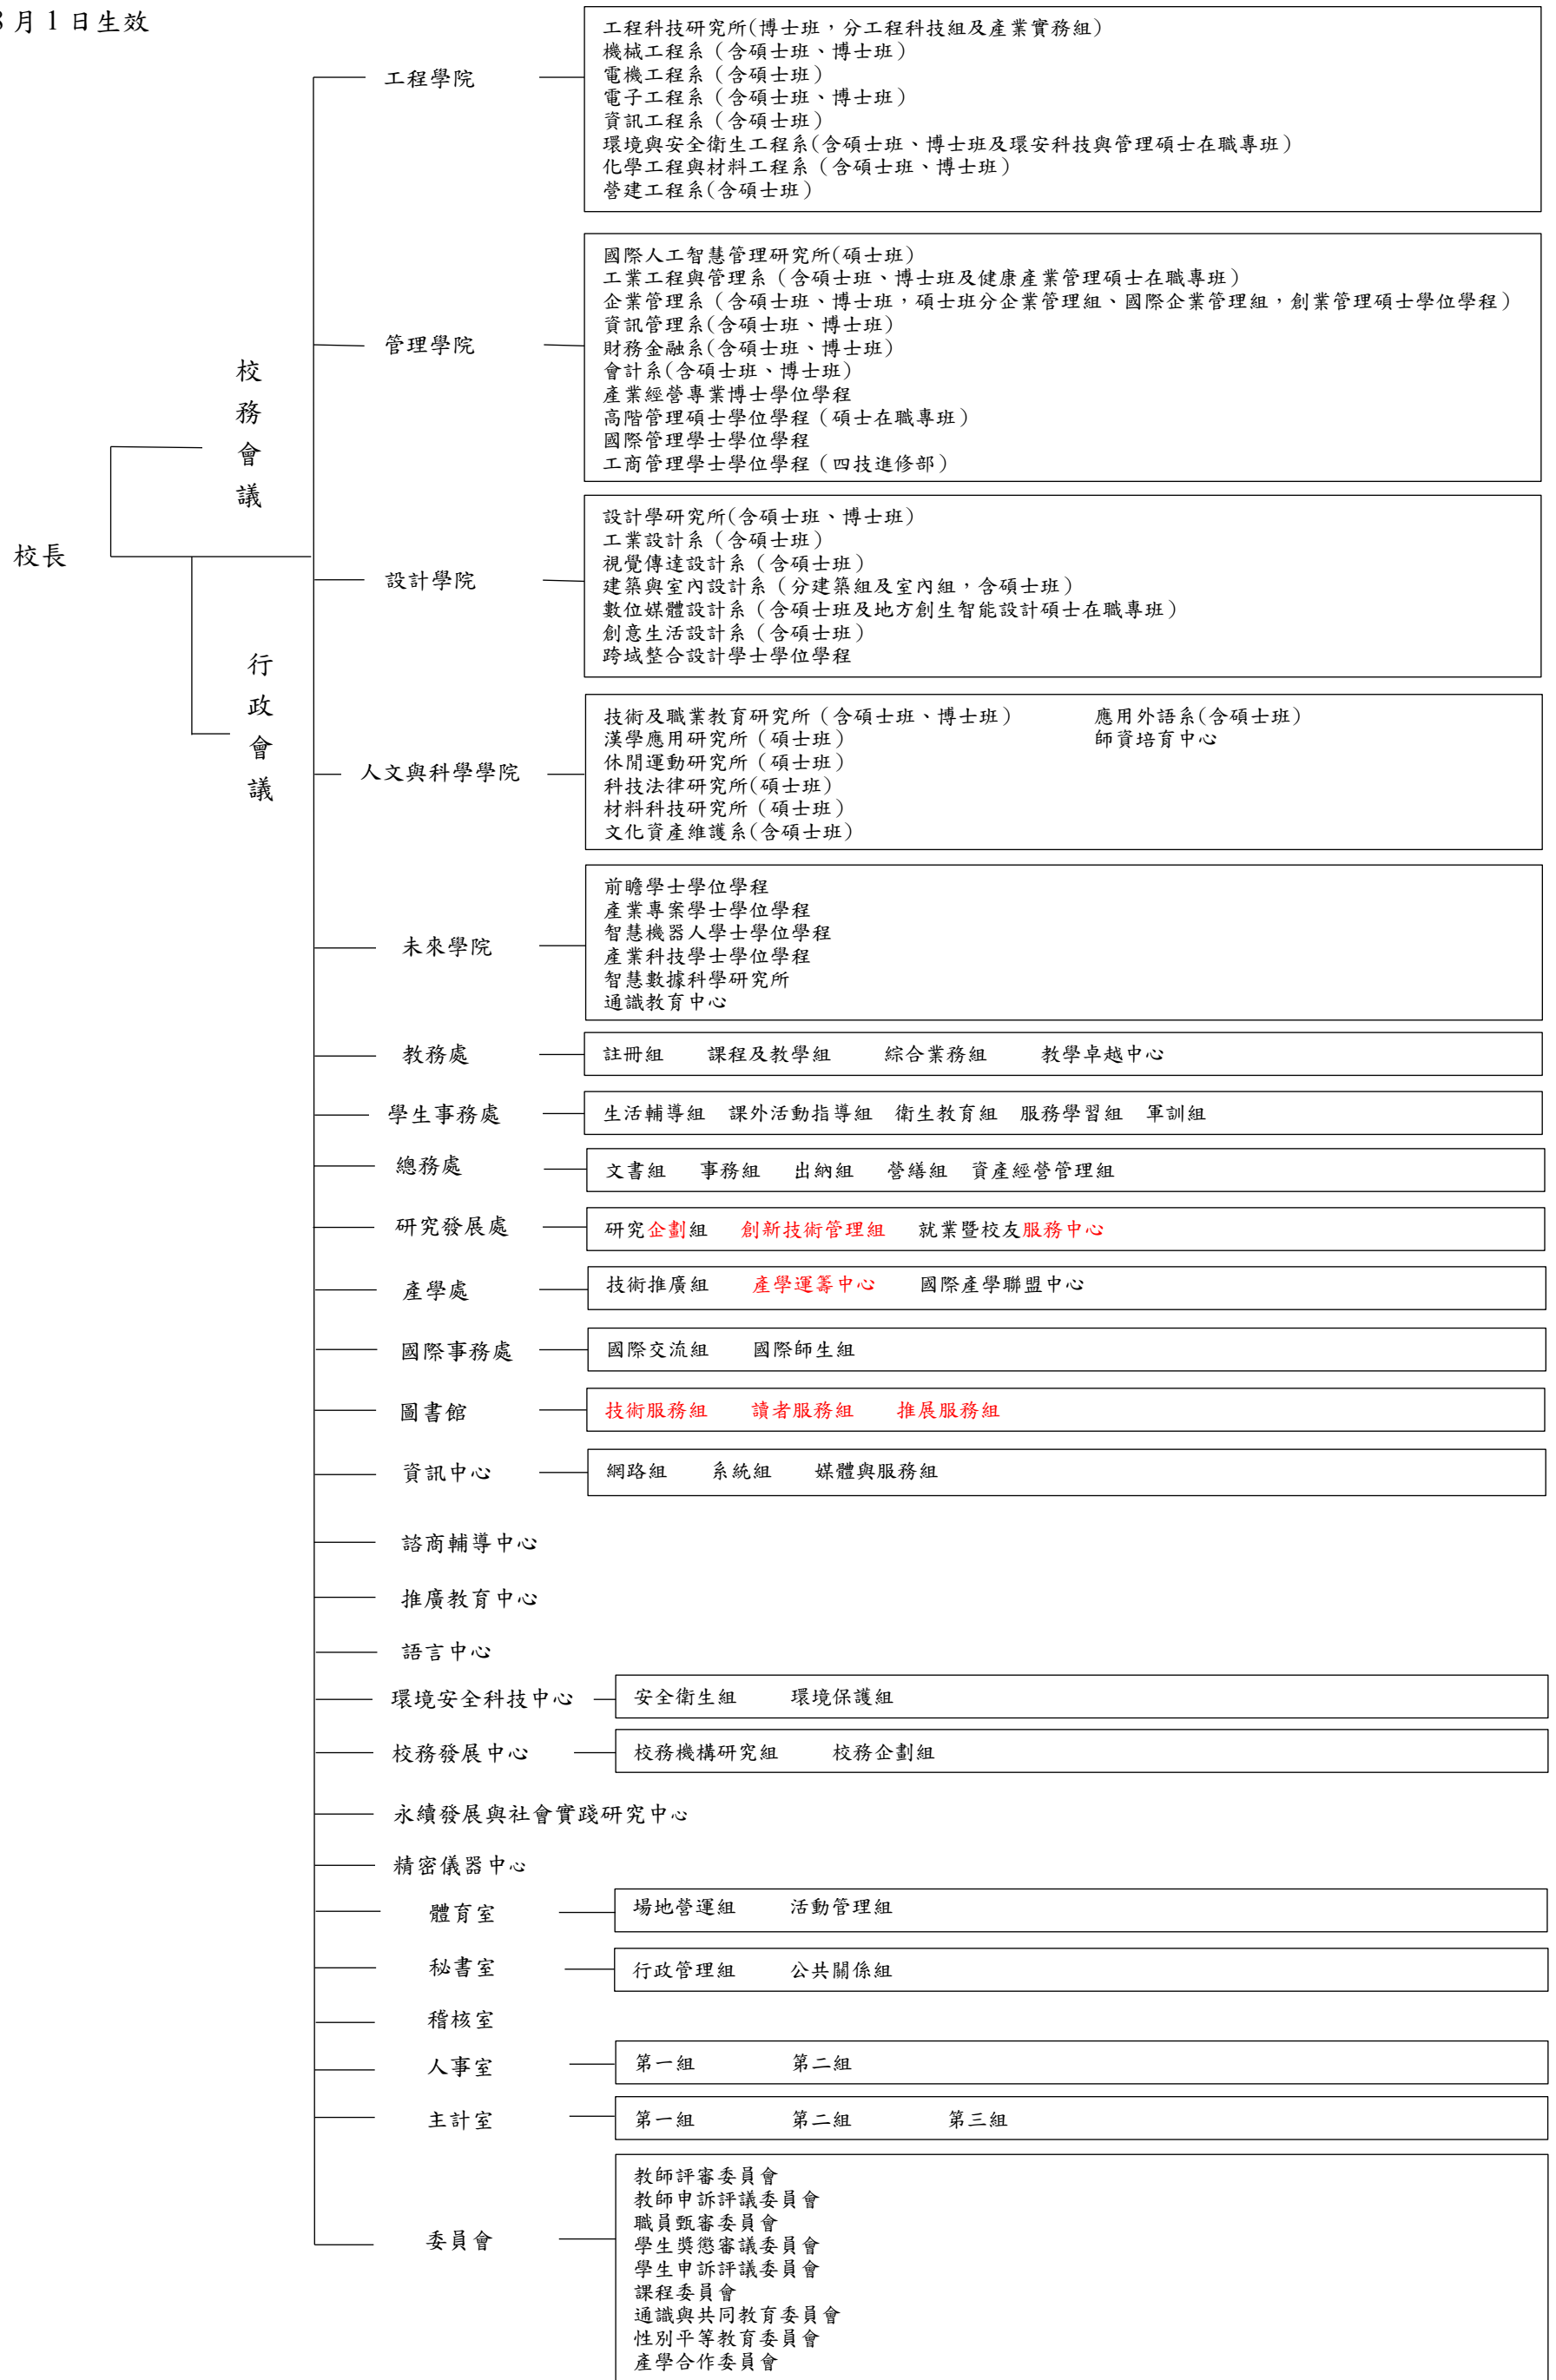 8月1日生效
工程學院
工程科技研究所(博士班，分工程科技組及產業實務組)
機械工程系（含碩士班、博士班）
電機工程系（含碩士班）
電子工程系（含碩士班、博士班）
資訊工程系（含碩士班）
環境與安全衛生工程系(含碩士班、博士班及環安科技與管理碩士在職專班）
化學工程與材料工程系（含碩士班、博士班）
營建工程系(含碩士班）
管理學院
國際人工智慧管理研究所(碩士班）
工業工程與管理系（含碩士班、博士班及健康產業管理碩士在職專班）
企業管理系（含碩士班、博士班，碩士班分企業管理組、國際企業管理組，創業管理碩士學位學程）
資訊管理系(含碩士班、博士班）
財務金融系(含碩士班、博士班）
會計系(含碩士班、博士班）
產業經營專業博士學位學程
高階管理碩士學位學程（碩士在職專班）
國際管理學士學位學程
工商管理學士學位學程（四技進修部）
校務會議
校長
行政會議
設計學院
設計學研究所(含碩士班、博士班）
工業設計系（含碩士班）
視覺傳達設計系（含碩士班）
建築與室內設計系（分建築組及室內組，含碩士班）
數位媒體設計系（含碩士班及地方創生智能設計碩士在職專班）
創意生活設計系（含碩士班）
跨域整合設計學士學位學程
人文與科學學院
技術及職業教育研究所（含碩士班、博士班） 應用外語系(含碩士班）
漢學應用研究所（碩士班） 師資培育中心
休閒運動研究所（碩士班）
科技法律研究所(碩士班）
材料科技研究所（碩士班）
文化資產維護系(含碩士班）
未來學院
前瞻學士學位學程
產業專案學士學位學程
智慧機器人學士學位學程
產業科技學士學位學程
智慧數據科學研究所
通識教育中心
教務處 註冊組 課程及教學組 綜合業務組 教學卓越中心
學生事務處 生活輔導組 課外活動指導組 衛生教育組 服務學習組 軍訓組
總務處 文書組 事務組 出納組 營繕組 資產經營管理組
研究發展處 研究企劃組 創新技術管理組 就業暨校友服務中心
產學處 技術推廣組 產學運籌中心 國際產學聯盟中心
國際事務處 國際交流組 國際師生組
圖書館 技術服務組 讀者服務組 推展服務組
資訊中心 網路組 系統組 媒體與服務組
諮商輔導中心
推廣教育中心
語言中心
環境安全科技中心 安全衛生組 環境保護組
校務發展中心 校務機構研究組 校務企劃組
永續發展與社會實踐研究中心
精密儀器中心
體育室 場地營運組 活動管理組
秘書室 行政管理組 公共關係組
稽核室
人事室 第一組 第二組
主計室 第一組 第二組 第三組
委員會
教師評審委員會
教師申訴評議委員會
職員甄審委員會
學生獎懲審議委員會
學生申訴評議委員會
課程委員會
通識與共同教育委員會
性別平等教育委員會
產學合作委員會